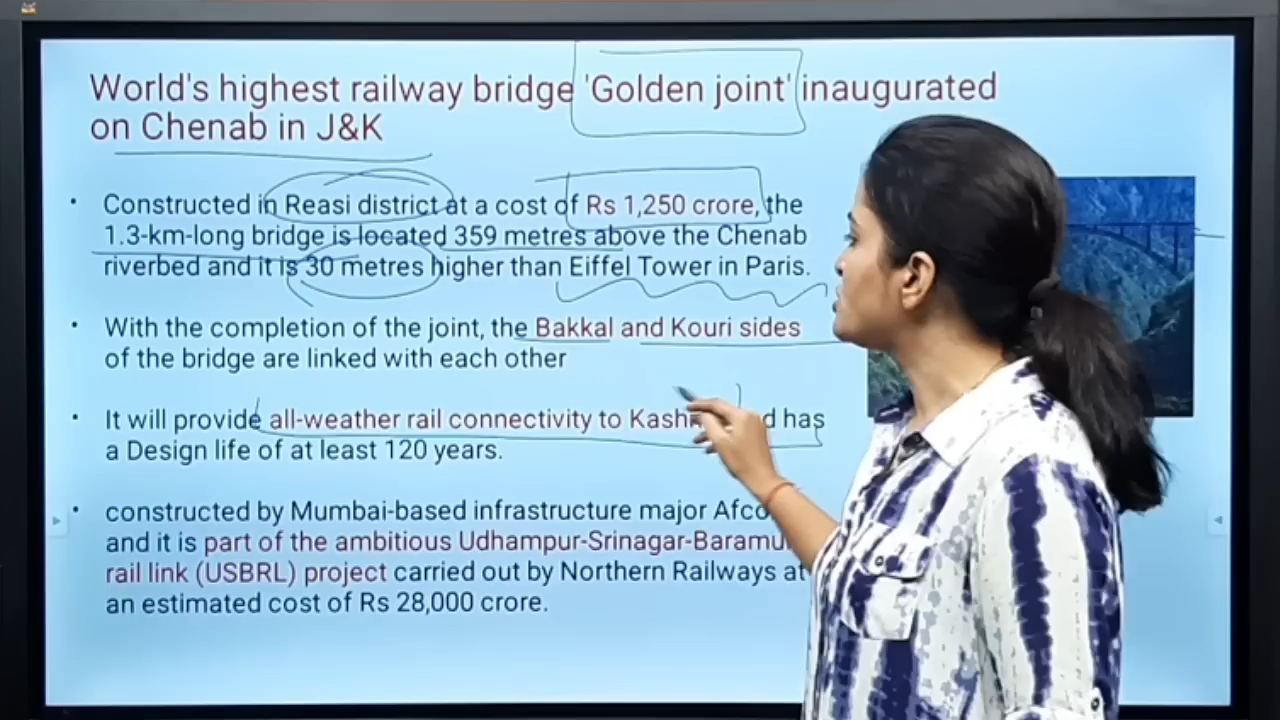 World's highest railway bridge 'Golden joint' inaugurated
on Chenab in J&K
• Constructed in Reasi district at a cost of Rs 1,250 crore, the
1.3-km-long bridge is located 359 metres above the Chenab
riverbed and it is 30 metres higher than Eiffel Tower in Paris.
• With the completion of the joint, the Bakkal and Kouri sides
of the bridge are linked with each other
• It will provide all-weather rail connectivity to has
a Design life of at least 120 years.
• constructed by Mumbai-based infrastructure major
and it is part of the ambitious
rail link (USBRL) project carried out by Northern Railways at
an estimated cost of Rs 28,000 crore.